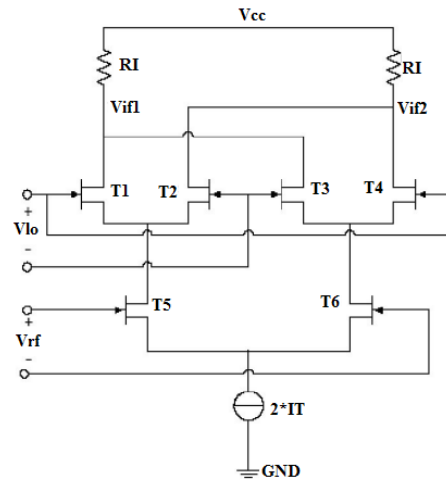 Vcc
RI
RI
Vif1
Vif2
T1
T2
T3
T4
+
Vlo
-
T5
T6
+
Vrf
-
2*IT
GND